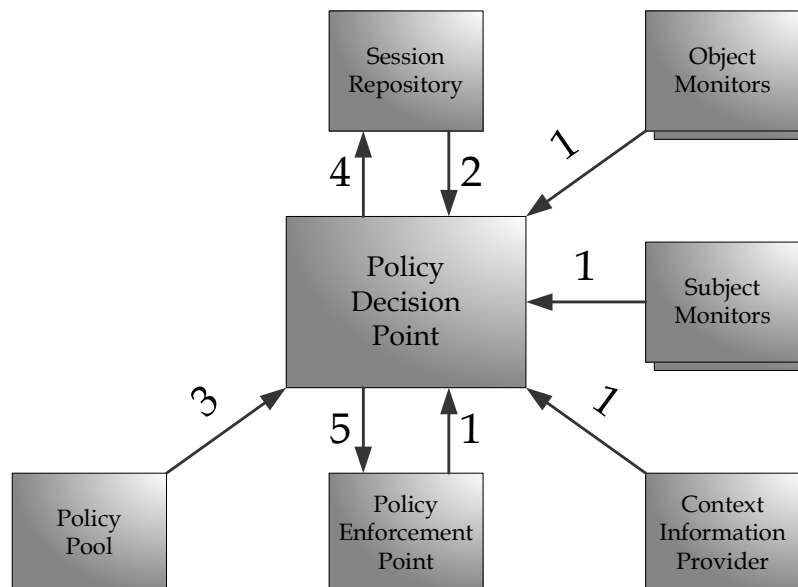 Session
Repository
Object
Monitors
4
2
1
Policy
Decision
Point
1
Subject
Monitors
3
5
1
1
Policy
Pool
Policy
Enforcement
Point
Context
Information
Provider